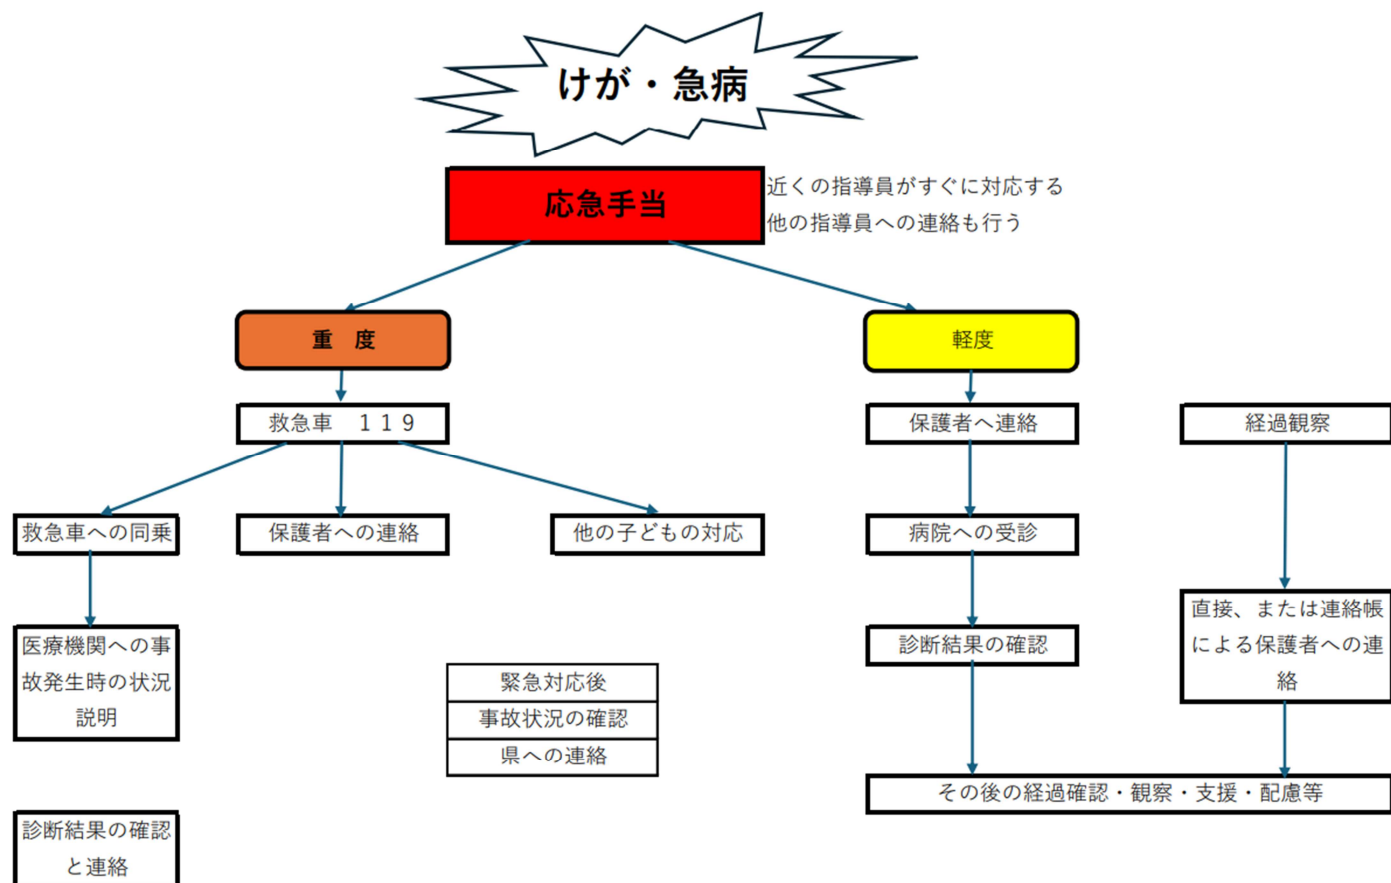 けが・急病
応急手当
近くの指導員がすぐに対応する
他の指導員への連絡も行う
重　度
軽度
救急車　１１９
保護者へ連絡
経過観察
救急車への同乗
保護者への連絡
他の子どもの対応
病院への受診
医療機関への事
故発生時の状況
説明
診断結果の確認
直接、または連絡帳
による保護者への連
絡
緊急対応後
事故状況の確認
県への連絡
その後の経過確認・観察・支援・配慮等
診断結果の確認
と連絡